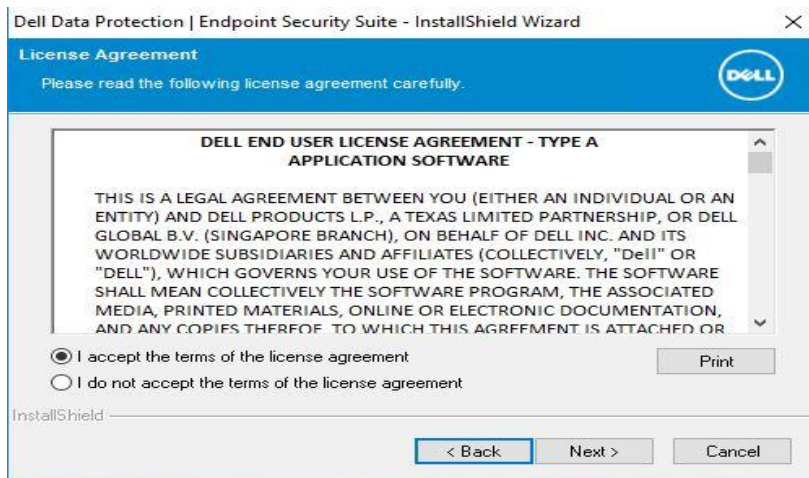 Dell Data Protection | Endpoint Security Suite - InstallShield Wizard
License Agreement
Please read the following license agreement carefully.
DELL
DELL END USER LICENSE AGREEMENT - TYPE A
APPLICATION SOFTWARE
THIS IS A LEGAL AGREEMENT BETWEEN YOU (EITHER AN INDIVIDUAL OR AN
ENTITY) AND DELL PRODUCTS L.P., A TEXAS LIMITED PARTNERSHIP, OR DELL
GLOBAL B.V. (SINGAPORE BRANCH), ON BEHALF OF DELL INC. AND ITS
WORLDWIDE SUBSIDIARIES AND AFFILIATES (COLLECTIVELY, "Dell" OR
"DELL"), WHICH GOVERNS YOUR USE OF THE SOFTWARE. THE SOFTWARE
SHALL MEAN COLLECTIVELY THE SOFTWARE PROGRAM, THE ASSOCIATED
MEDIA, PRINTED MATERIALS, ONLINE OR ELECTRONIC DOCUMENTATION,
AND ANY COPIES THEREOF, TO WHICH THIS AGREEMENT IS ATTACHED OR
I accept the terms of the license agreement
Print
I do not accept the terms of the license agreement
InstallShield
< Back
Next >
Cancel